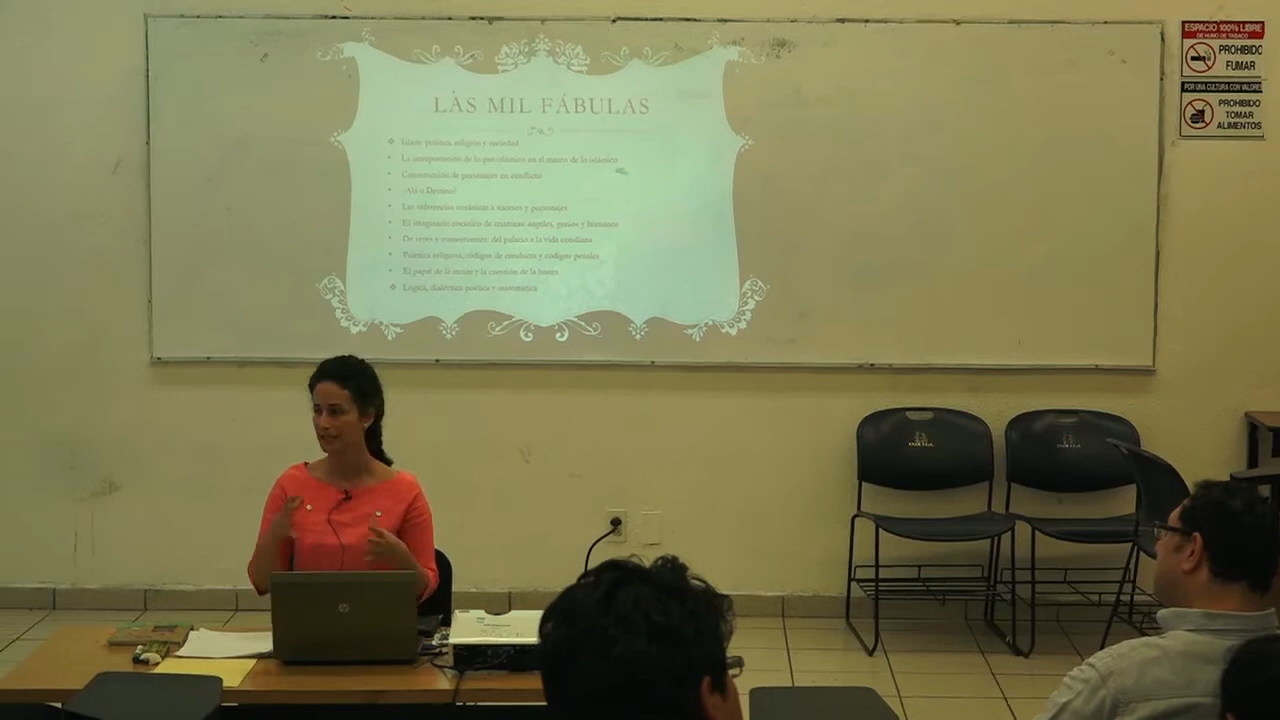 LAS MIL FÁBULAS
Islam: política, religión y sociedad
La interpretación de lo preislámico en el marco de lo islámico
Construcción de personajes en conflicto
¿Alá o Destino?
Las referencias coránicas a sucesos y personajes
El imaginario coránico de criaturas: ángeles, genios y humanos
De reyes y comerciantes: del palacio a la vida cotidiana
Práctica religiosa, códigos de conducta y códigos penales
El papel de la mujer y la cuestión de la honra
Lógica, dialéctica poética y matemática
ESPACIO 100% LIBRE
DE HUMO DE TABACO
PROHIBIDO
FUMAR
POR UNA CULTURA CON VALORES
PROHIBIDO
TOMAR
ALIMENTOS
hp